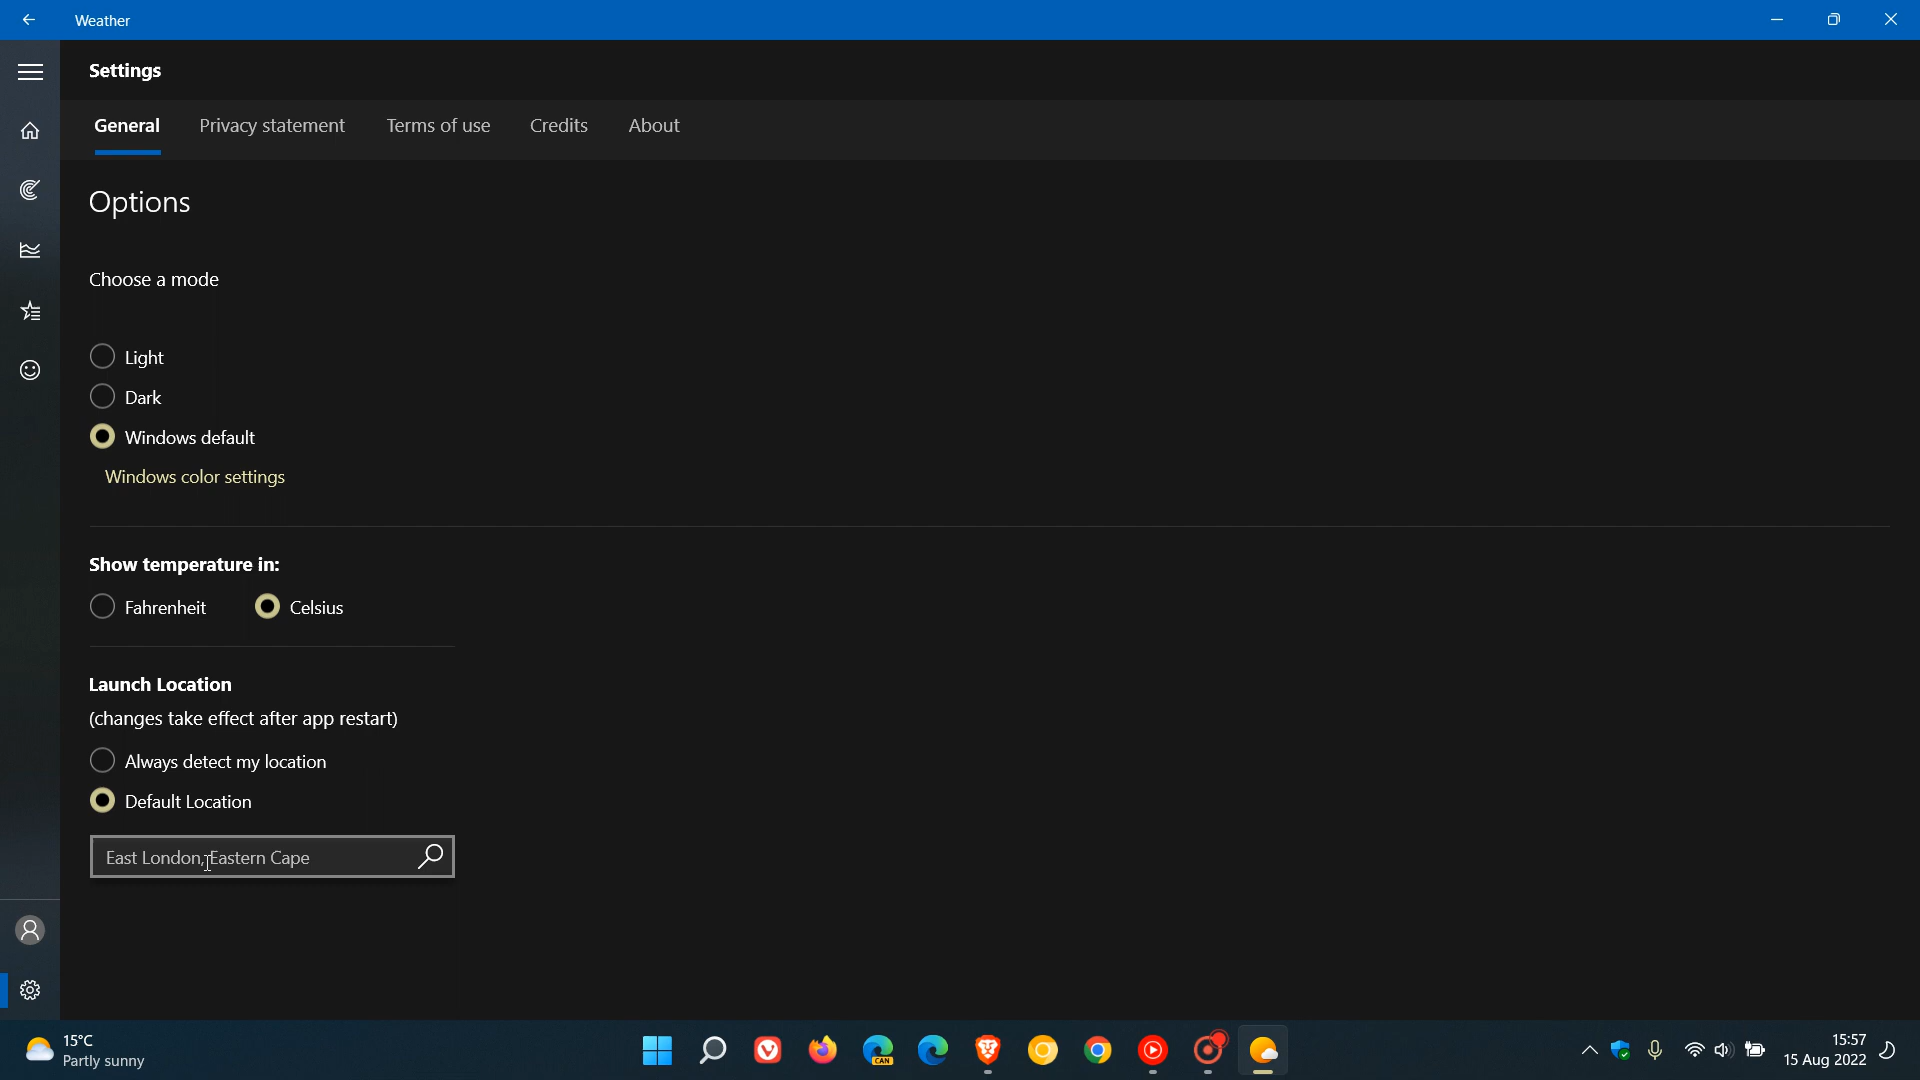 Weather
Settings
General
Privacy statement
Terms of use
Credits
About
Options
Choose a mode
Light
Dark
Windows default
Windows color settings
Show temperature in:
Fahrenheit
Celsius
Launch Location
(changes take effect after app restart)
Always detect my location
Default Location
East London, Eastern Cape
15°C
Partly sunny
CAN
15:57
15 Aug 2022